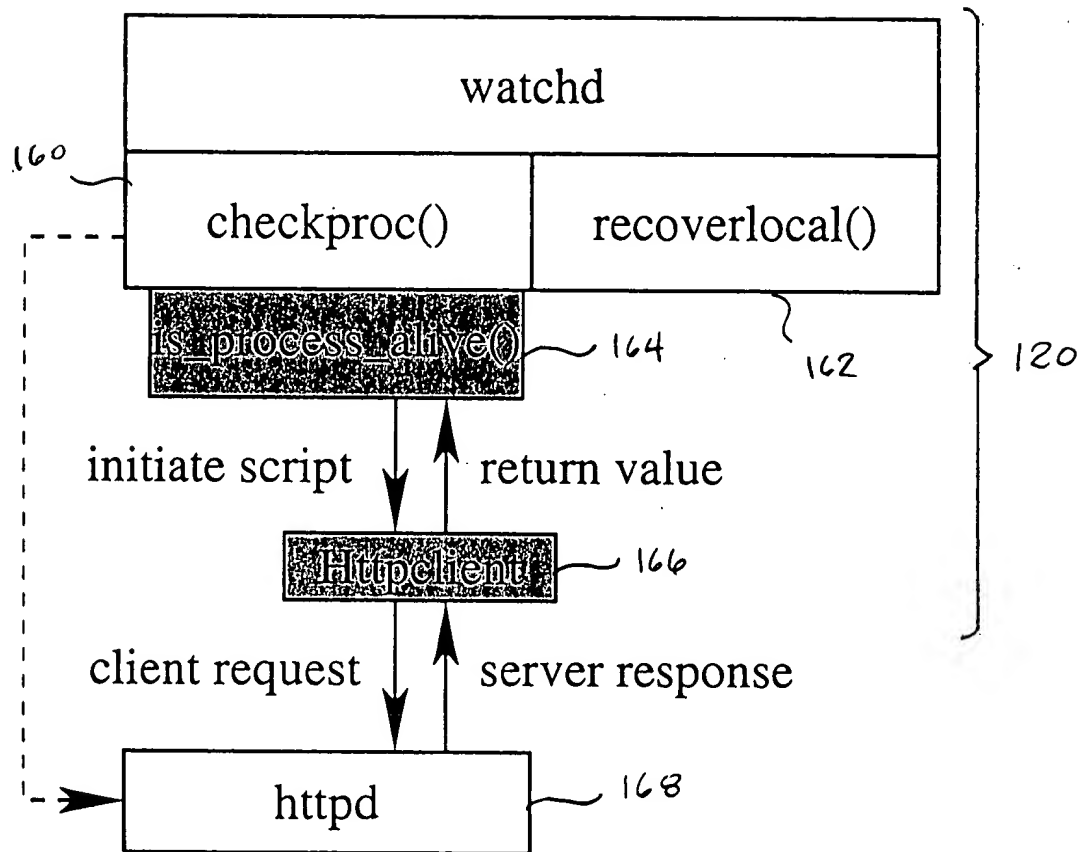 watchd
160
checkproc()
recoverlocal()
is_process_alive()
164
162
120
initiate script
return value
Httpclient
166
client request
server response
httpd
168